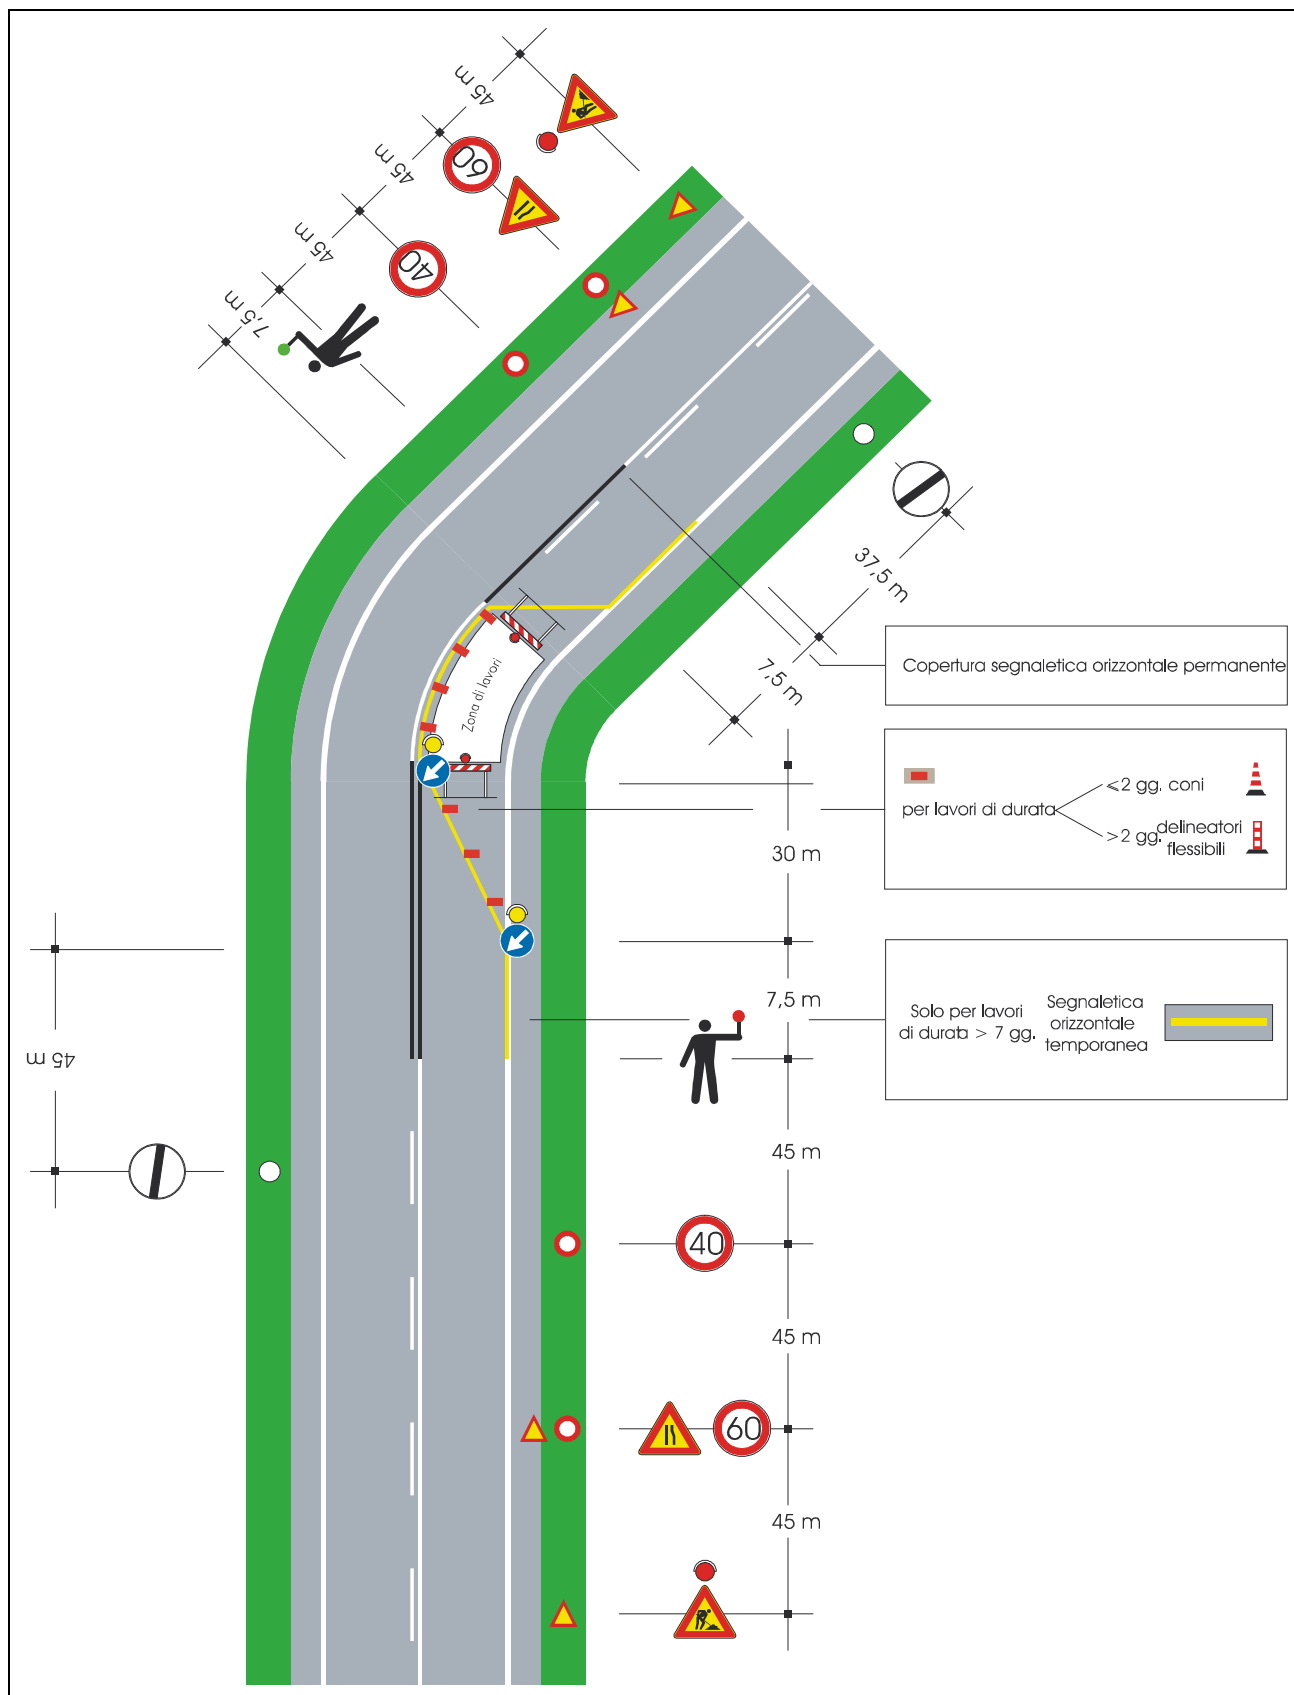 45 m
45 m
60
45 m
40
7,5 m
37,5 m
7,5 m
Copertura segnaletica orizzontale permanente
Zona di lavori
≤2 gg. coni
per lavori di durata
>2 gg. delineatori
flessibili
30 m
7,5 m
Solo per lavori
di durata > 7 gg.
Segnaletica
orizzontale
temporanea
45 m
45 m
40
45 m
60
45 m